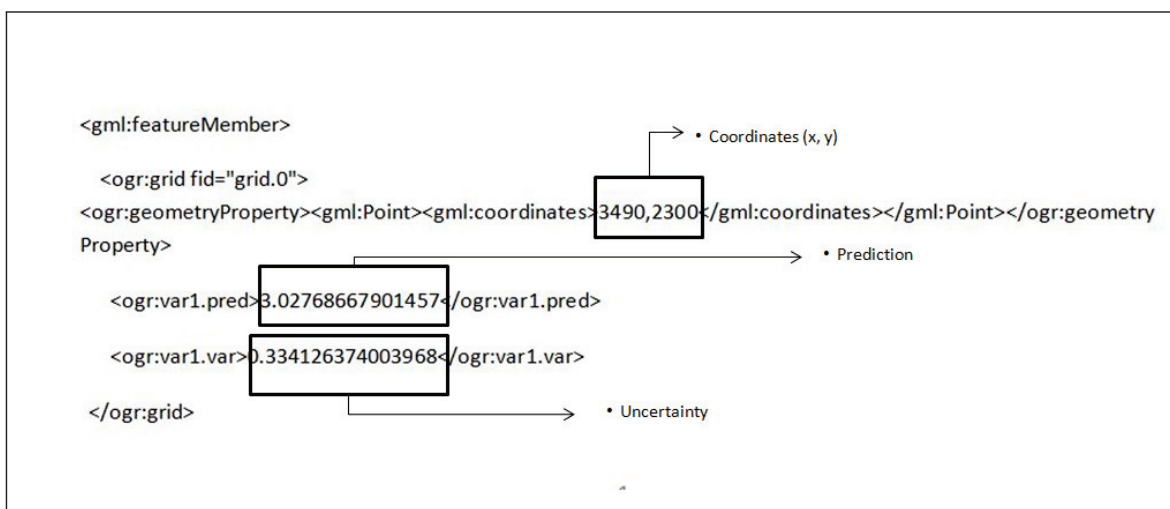 <gml:featureMember>
• Coordinates (x, y)
<ogr:grid fid="grid.0">
<ogr:geometryProperty><gml:Point><gml:coordinates>3490,2300</gml:coordinates></gml:Point></ogr:geometry
Property>
• Prediction
<ogr:var1.pred>3.02768667901457</ogr:var1.pred>
<ogr:var1.var>0.334126374003968</ogr:var1.var>
</ogr:grid>
• Uncertainty